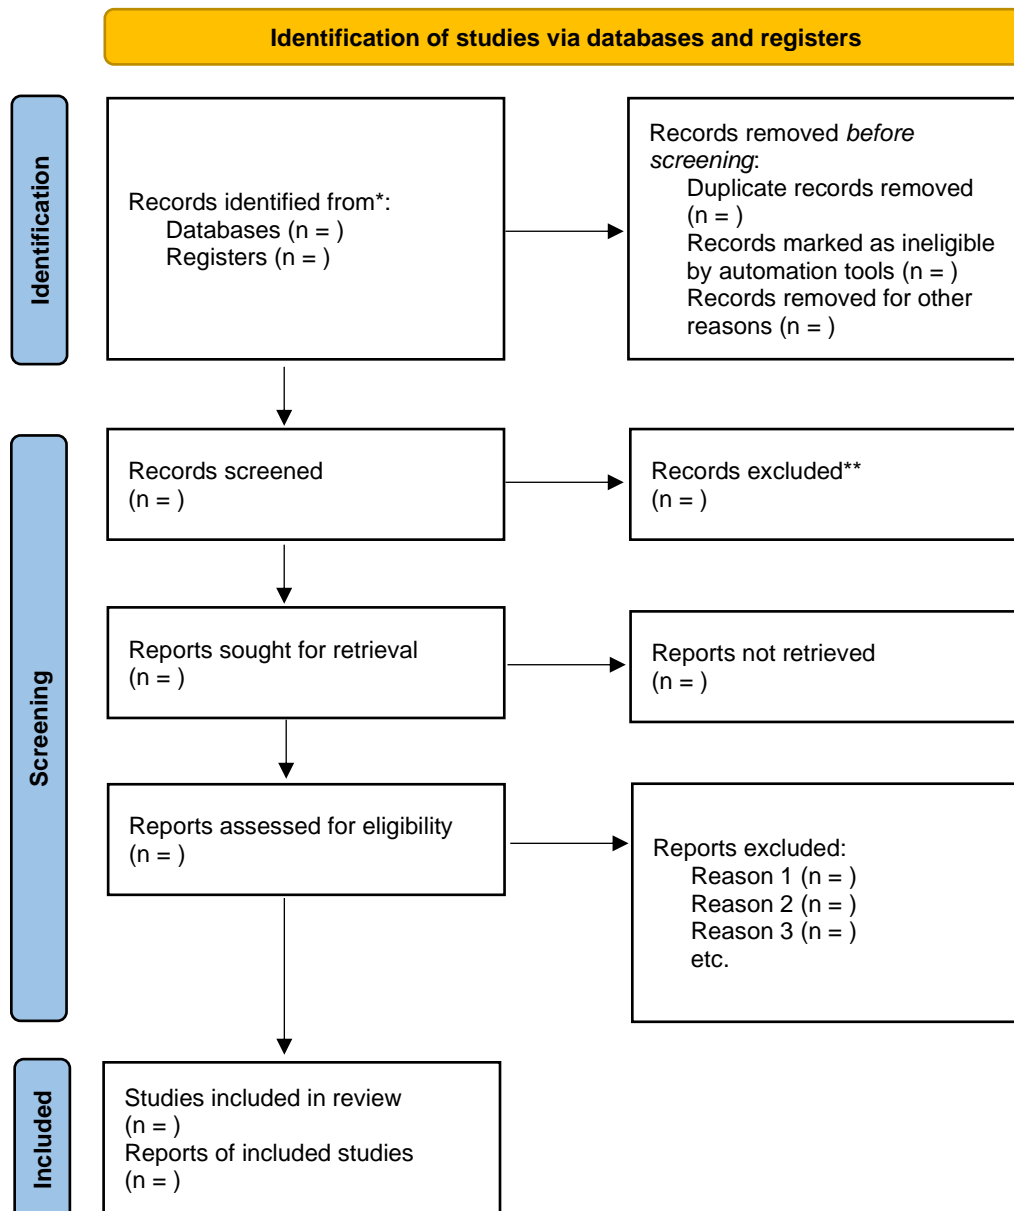 Identification of studies via databases and registers
Identification
Records identified from*:
Databases (n = )
Registers (n = )
Records removed before
screening:
Duplicate records removed
(n = )
Records marked as ineligible
by automation tools (n = )
Records removed for other
reasons (n = )
Screening
Records screened
(n = )
Records excluded**
(n = )
Reports sought for retrieval
(n = )
Reports not retrieved
(n = )
Reports assessed for eligibility
(n = )
Reports excluded:
Reason 1 (n = )
Reason 2 (n = )
Reason 3 (n = )
etc.
Included
Studies included in review
(n = )
Reports of included studies
(n = )